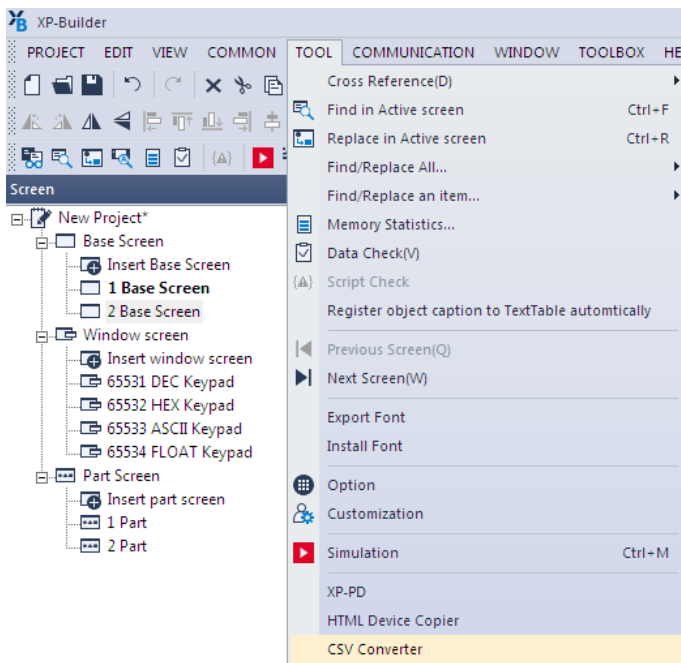 XP-Builder
PROJECT EDIT VIEW COMMON TOOL COMMUNICATION WINDOW TOOLBOX HE
Screen
New Project*
Base Screen
Insert Base Screen
1 Base Screen
2 Base Screen
Window screen
Insert window screen
65531 DEC Keypad
65532 HEX Keypad
65533 ASCII Keypad
65534 FLOAT Keypad
Part Screen
Insert part screen
1 Part
2 Part
Cross Reference(D)
Find in Active screen Ctrl+F
Replace in Active screen Ctrl+R
Find/Replace All...
Find/Replace an item...
Memory Statistics...
Data Check(V)
Script Check
Register object caption to TextTable automtically
Previous Screen(Q)
Next Screen(W)
Export Font
Install Font
Option
Customization
Simulation Ctrl+M
XP-PD
HTML Device Copier
CSV Converter